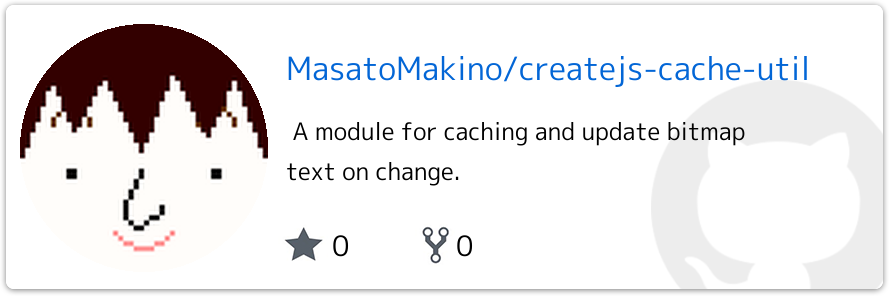 MasatoMakino/createjs-cache-util
A module for caching and update bitmap
text on change.
0 0